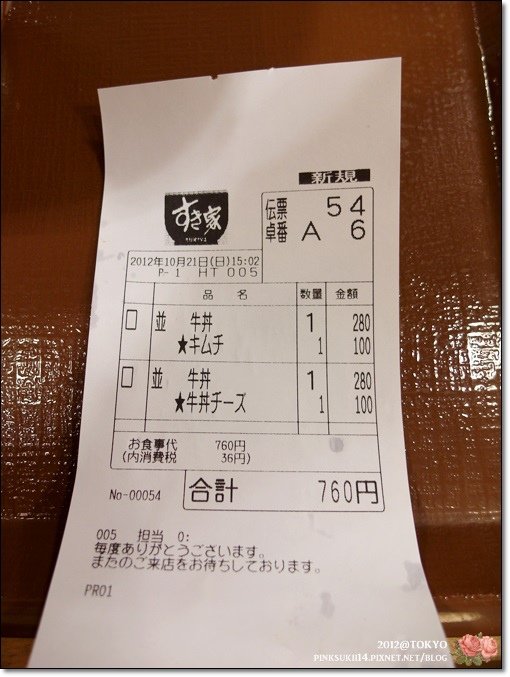 新規
すき家
SUKIYA
伝票 54
卓番 A 6
2012年10月21日(日)15:02
P- 1 HT 005
品 名 数量 金額
並 牛丼 1 280
★キムチ 1 100
並 牛丼 1 280
★牛丼チーズ 1 100
お食事代 760円
(内消費税 36円)
No-00054 合計 760円
005 担当 0:
毎度ありがとうございます。
またのご来店をお待ちしております。
PR01
2012@TOKYO
PINKSUKII14.PIXNET.NET/BLOG